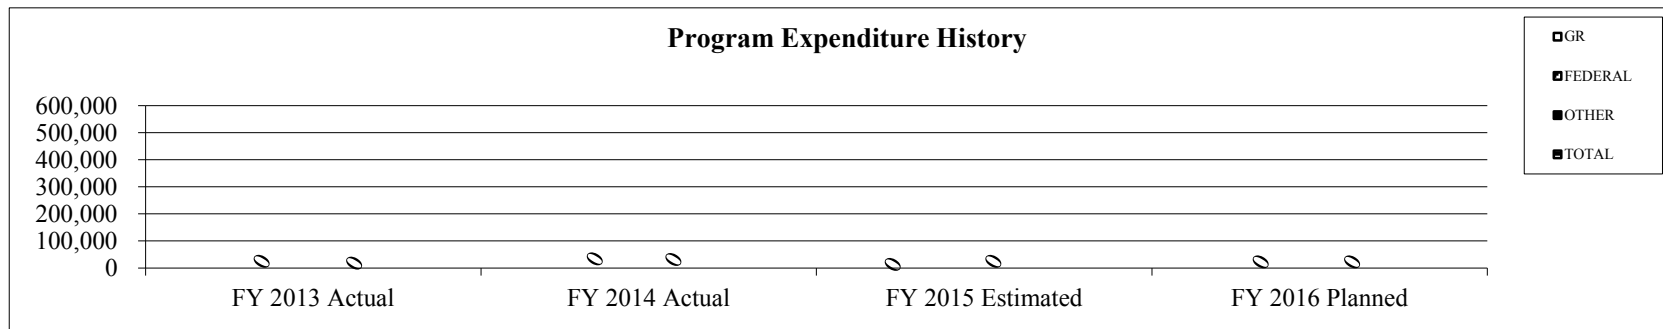 Program Expenditure History
GR
FEDERAL
OTHER
TOTAL
600,000
500,000
400,000
300,000
200,000
100,000
0
0 0 0 0 0 0 0 0
FY 2013 Actual FY 2014 Actual FY 2015 Estimated FY 2016 Planned